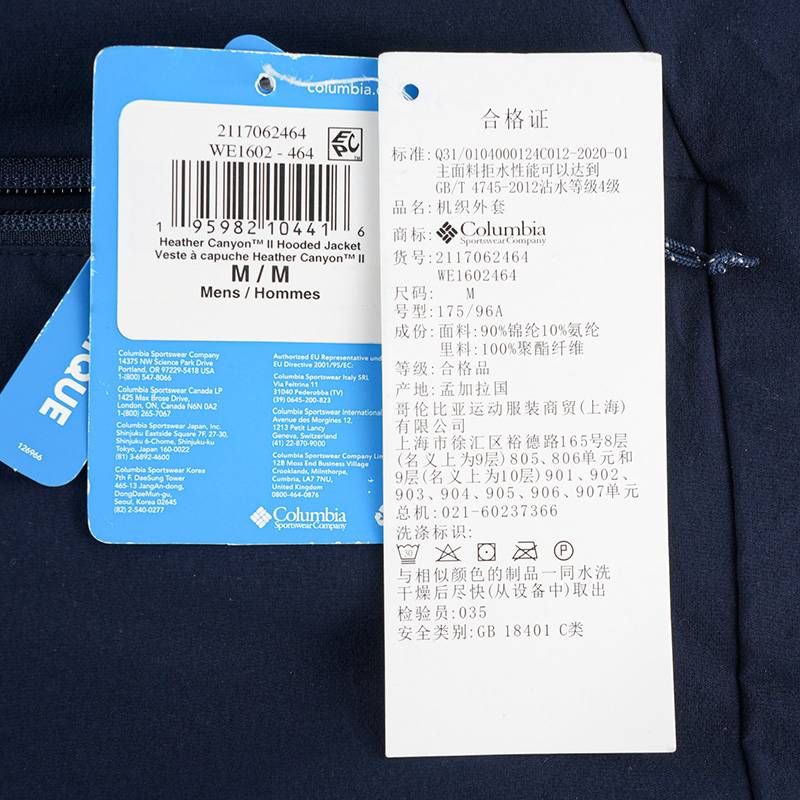 columbia.c
2117062464
WE1602 - 464
EPC
1 95982 10441 6
Heather Canyon™ II Hooded Jacket
Veste à capuche Heather Canyon™ II
M / M
Mens / Hommes
Columbia Sportswear Company
14375 NW Science Park Drive
Portland, OR 97229-5418 USA
1-(800) 547-8066
Columbia Sportswear Canada LP
1425 Max Brose Drive,
London, ON, Canada N6N 0A2
1-(800) 265-7067
Columbia Sportswear Japan, Inc.
Shinjuku Eastside Square 7F, 27-30,
Shinjuku 6-Chome, Shinjuku-ku
Tokyo, Japan 160-0022
(81) 3-6892-4600
Columbia Sportswear Korea
7th F. DaeSung Tower
465-13 JangAn-dong,
DongDaeMun-gu,
Seoul, Korea 02645
(82) 2-540-0277
Authorized EU Representative unde
EU Directive 2001/95/EC:
Columbia Sportswear Italy SRL
Via Feltrina 11
31040 Pederobba (TV)
(39) 0645-200 823
Columbia Sportswear International
Avenue des Morgines 12,
1213 Petit Lancy
Geneva, Switzerland
(41) 22-870-9000
Columbia Sportswear Company Lim
128 Moss End Business Village
Crooklands, Milnthorpe,
Cumbria, LA7 7NU,
United Kingdom
0800-404-0876
Columbia
Sportswear Company
IQUE
126966
合格证
标准:Q31/0104000124C012-2020-01
主面料拒水性能可以达到
GB/T 4745-2012沾水等级4级
品名:机织外套
商标: Columbia
Sportswear Company
货号:2117062464
WE1602464
尺码: M
号型:175/96A
成份:面料:90%锦纶10%氨纶
里料:100%聚酯纤维
等级:合格品
产地:孟加拉国
哥伦比亚运动服装商贸(上海)
有限公司
上海市徐汇区裕德路165号8层
(名义上为9层)805、806单元和
9层(名义上为10层)901、902、
903、904、905、906、907单元
总机:021-60237366
洗涤标识:
30 P
与相似颜色的制品一同水洗
干燥后尽快(从设备中)取出
检验员:035
安全类别:GB 18401 C类